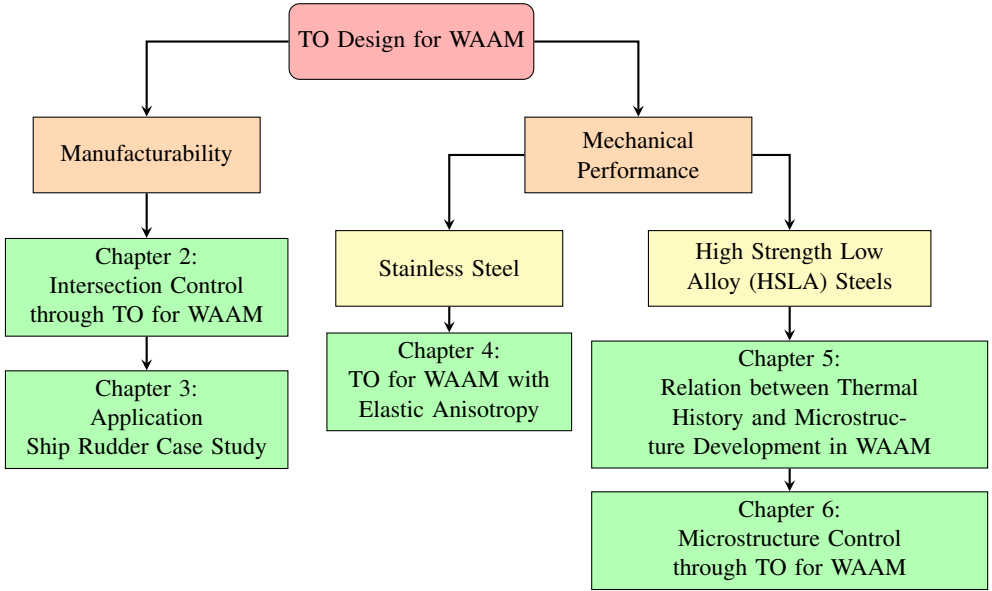 TO Design for WAAM
Manufacturability
Mechanical
Performance
Chapter 2:
Intersection Control
through TO for WAAM
Stainless Steel
High Strength Low
Alloy (HSLA) Steels
Chapter 3:
Application
Ship Rudder Case Study
Chapter 4:
TO for WAAM with
Elastic Anisotropy
Chapter 5:
Relation between Thermal
History and Microstruc-
ture Development in WAAM
Chapter 6:
Microstructure Control
through TO for WAAM